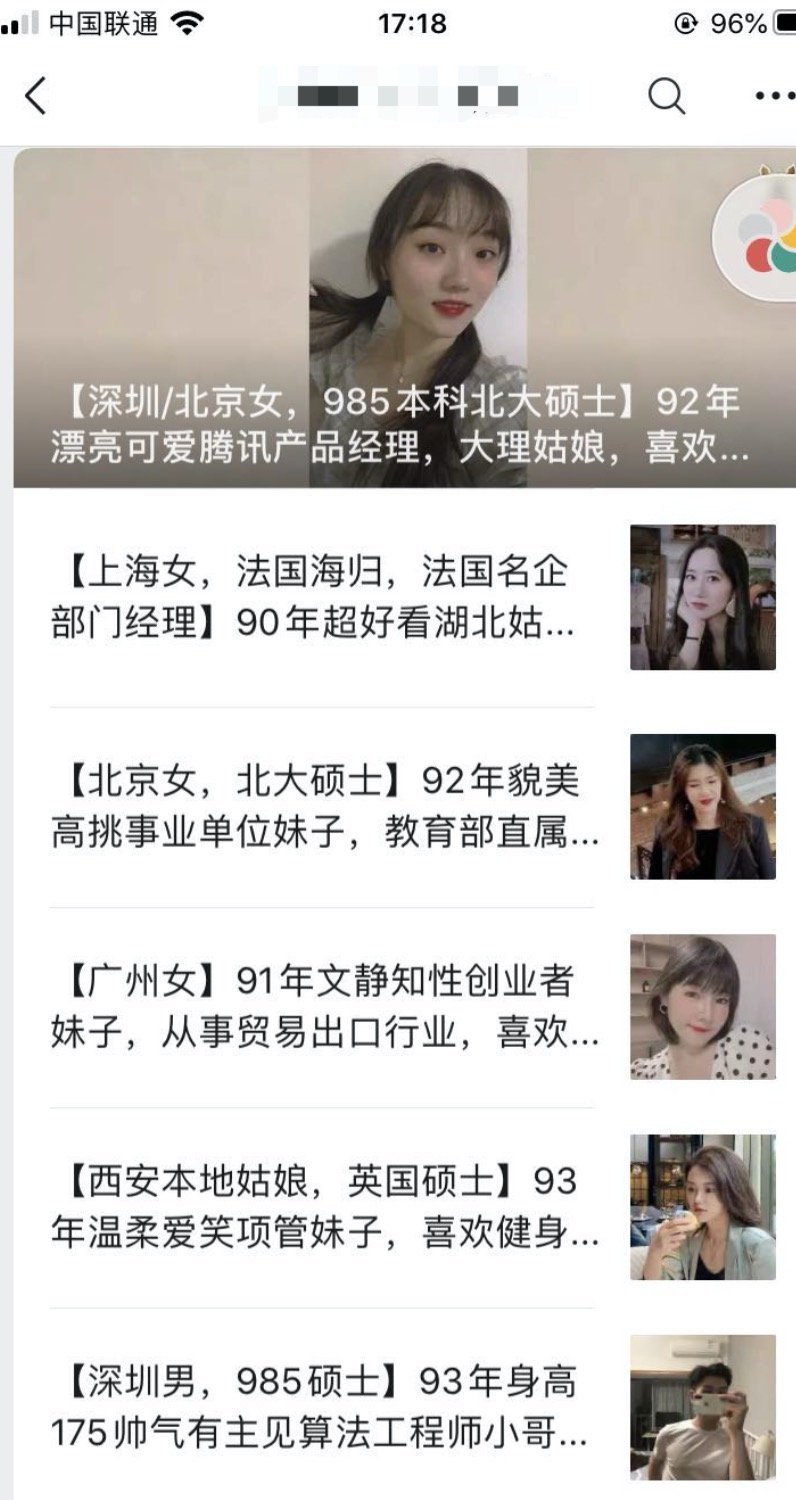 中国联通
17:18
96%
【深圳/北京女，985本科北大硕士】92年
漂亮可爱腾讯产品经理，大理姑娘，喜欢...
【上海女，法国海归，法国名企
部门经理】90年超好看湖北姑...
【北京女，北大硕士】92年貌美
高挑事业单位妹子，教育部直属...
【广州女】91年文静知性创业者
妹子，从事贸易出口行业，喜欢...
【西安本地姑娘，英国硕士】93
年温柔爱笑项管妹子，喜欢健身...
【深圳男，985硕士】93年身高
175帅气有主见算法工程师小哥...